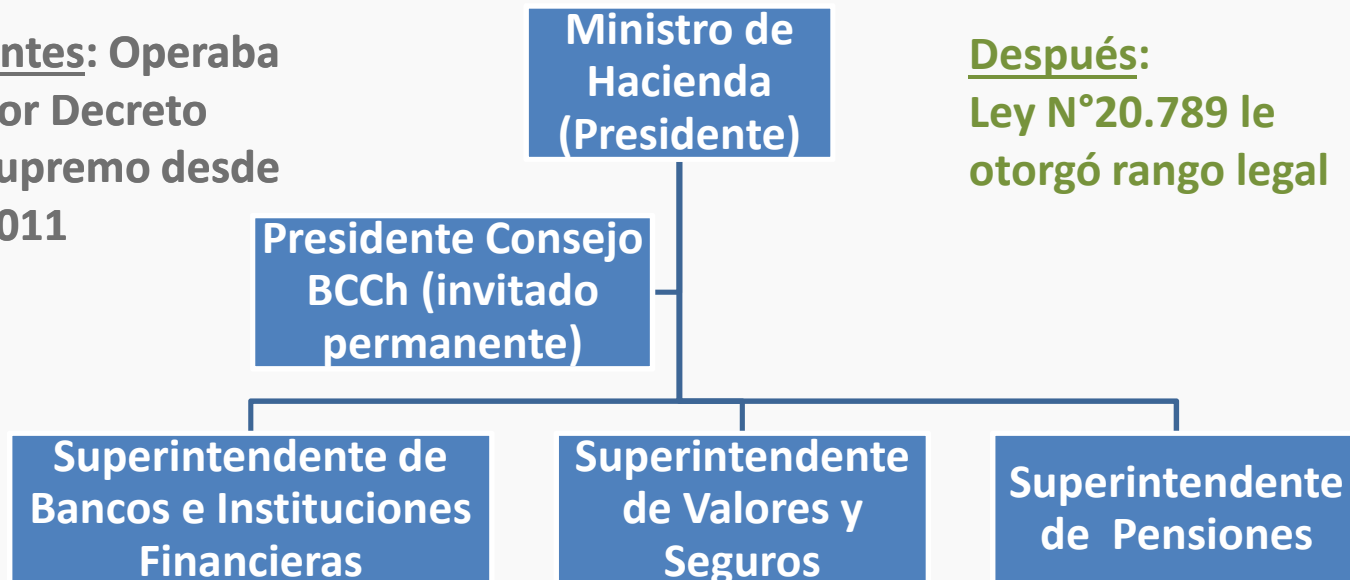 ntes: Operaba
or Decreto
upremo desde
011
Ministro de
Hacienda
(Presidente)
Después:
Ley N°20.789 le
otorgó rango legal
Presidente Consejo
BCCh (invitado
permanente)
Superintendente de
Bancos e Instituciones
Financieras
Superintendente
de Valores y
Seguros
Superintendente
de Pensiones